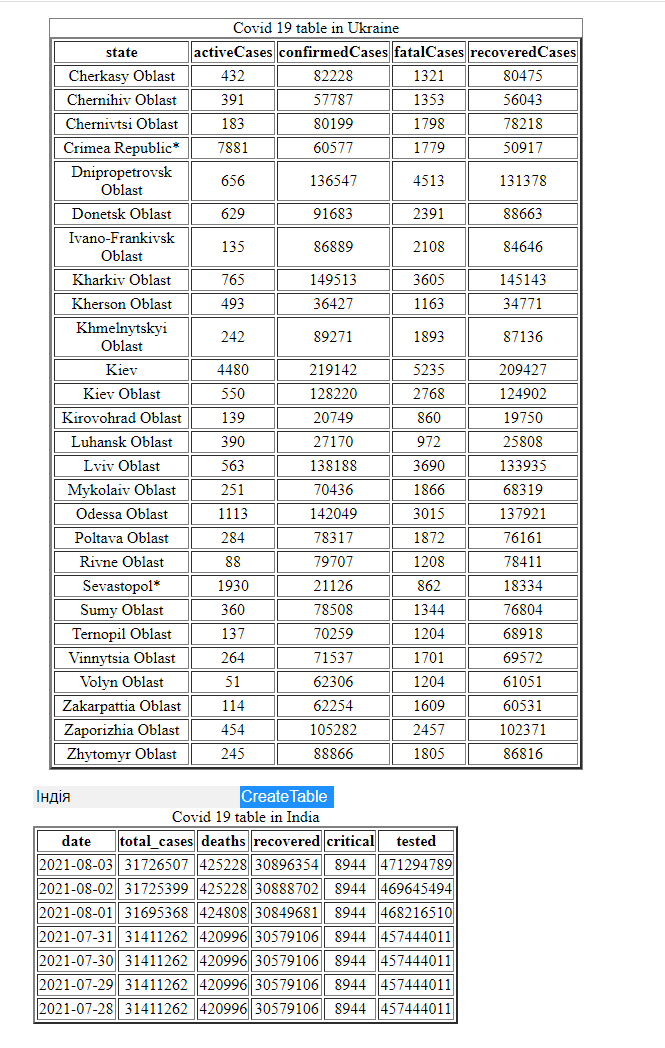 Covid 19 table in Ukraine
state activeCases confirmedCases fatalCases recoveredCases
Cherkasy Oblast 432 82228 1321 80475
Chernihiv Oblast 391 57787 1353 56043
Chernivtsi Oblast 183 80199 1798 78218
Crimea Republic* 7881 60577 1779 50917
Dnipropetrovsk
Oblast 656 136547 4513 131378
Donetsk Oblast 629 91683 2391 88663
Ivano-Frankivsk
Oblast 135 86889 2108 84646
Kharkiv Oblast 765 149513 3605 145143
Kherson Oblast 493 36427 1163 34771
Khmelnytskyi
Oblast 242 89271 1893 87136
Kiev 4480 219142 5235 209427
Kiev Oblast 550 128220 2768 124902
Kirovohrad Oblast 139 20749 860 19750
Luhansk Oblast 390 27170 972 25808
Lviv Oblast 563 138188 3690 133935
Mykolaiv Oblast 251 70436 1866 68319
Odessa Oblast 1113 142049 3015 137921
Poltava Oblast 284 78317 1872 76161
Rivne Oblast 88 79707 1208 78411
Sevastopol* 1930 21126 862 18334
Sumy Oblast 360 78508 1344 76804
Ternopil Oblast 137 70259 1204 68918
Vinnytsia Oblast 264 71537 1701 69572
Volyn Oblast 51 62306 1204 61051
Zakarpattia Oblast 114 62254 1609 60531
Zaporizhia Oblast 454 105282 2457 102371
Zhytomyr Oblast 245 88866 1805 86816
Індія CreateTable
Covid 19 table in India
date total_cases deaths recovered critical tested
2021-08-03 31726507 425228 30896354 8944 471294789
2021-08-02 31725399 425228 30888702 8944 469645494
2021-08-01 31695368 424808 30849681 8944 468216510
2021-07-31 31411262 420996 30579106 8944 457444011
2021-07-30 31411262 420996 30579106 8944 457444011
2021-07-29 31411262 420996 30579106 8944 457444011
2021-07-28 31411262 420996 30579106 8944 457444011